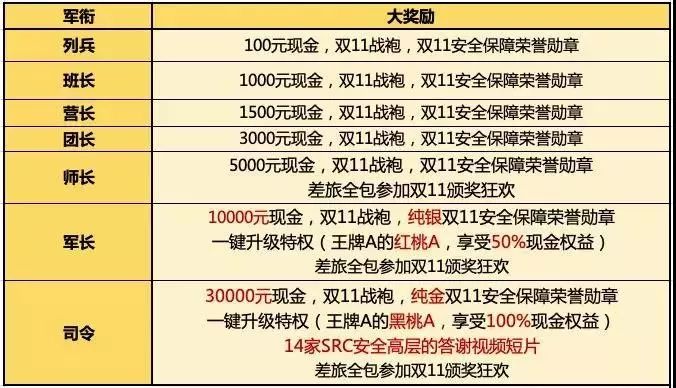 军衔 大奖励
列兵 100元现金，双11战袍，双11安全保障荣誉勋章
班长 1000元现金，双11战袍，双11安全保障荣誉勋章
营长 1500元现金，双11战袍，双11安全保障荣誉勋章
团长 3000元现金，双11战袍，双11安全保障荣誉勋章
师长 5000元现金，双11战袍，双11安全保障荣誉勋章
差旅全包参加双11颁奖狂欢
军长 10000元现金，双11战袍，纯银双11安全保障荣誉勋章
一键升级特权（王牌A的红桃A，享受50%现金权益）
差旅全包参加双11颁奖狂欢
司令 30000元现金，双11战袍，纯金双11安全保障荣誉勋章
一键升级特权（王牌A的黑桃A，享受100%现金权益）
14家SRC安全高层的答谢视频短片
差旅全包参加双11颁奖狂欢